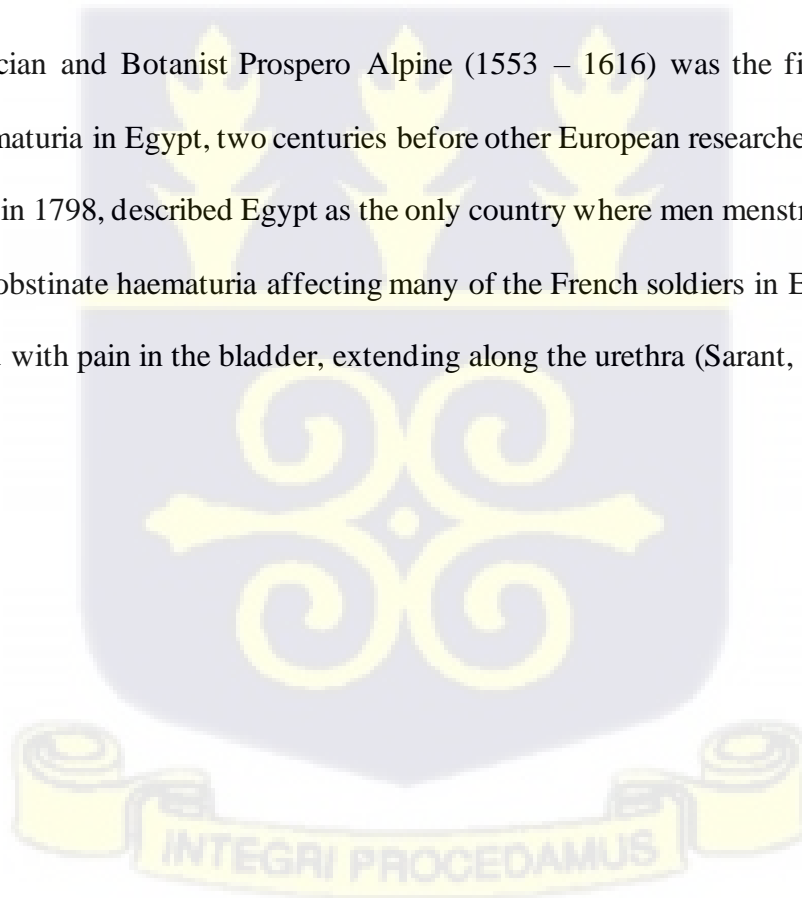 cian and Botanist Prospero Alpine (1553 – 1616) was the fi
maturia in Egypt, two centuries before other European researche
in 1798, described Egypt as the only country where men menstr
obstinate haematuria affecting many of the French soldiers in E
with pain in the bladder, extending along the urethra (Sarant,
INTEGRI PROCEDAMUS